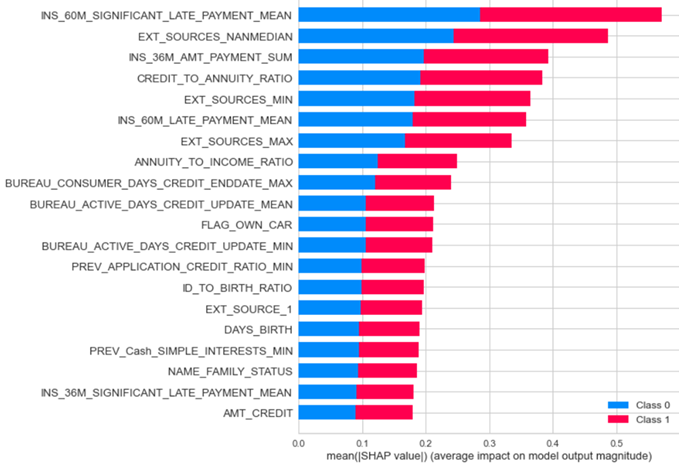 INS_60M_SIGNIFICANT_LATE_PAYMENT_MEAN
EXT_SOURCES_NANMEDIAN
INS_36M_AMT_PAYMENT_SUM
CREDIT_TO_ANNUITY_RATIO
EXT_SOURCES_MIN
INS_60M_LATE_PAYMENT_MEAN
EXT_SOURCES_MAX
ANNUITY_TO_INCOME_RATIO
BUREAU_CONSUMER_DAYS_CREDIT_ENDDATE_MAX
BUREAU_ACTIVE_DAYS_CREDIT_UPDATE_MEAN
FLAG_OWN_CAR
BUREAU_ACTIVE_DAYS_CREDIT_UPDATE_MIN
PREV_APPLICATION_CREDIT_RATIO_MIN
ID_TO_BIRTH_RATIO
EXT_SOURCE_1
DAYS_BIRTH
PREV_Cash_SIMPLE_INTERESTS_MIN
NAME_FAMILY_STATUS
INS_36M_SIGNIFICANT_LATE_PAYMENT_MEAN
AMT_CREDIT
Class 0
Class 1
0.0 0.1 0.2 0.3 0.4 0.5
mean(|SHAP value|) (average impact on model output magnitude)